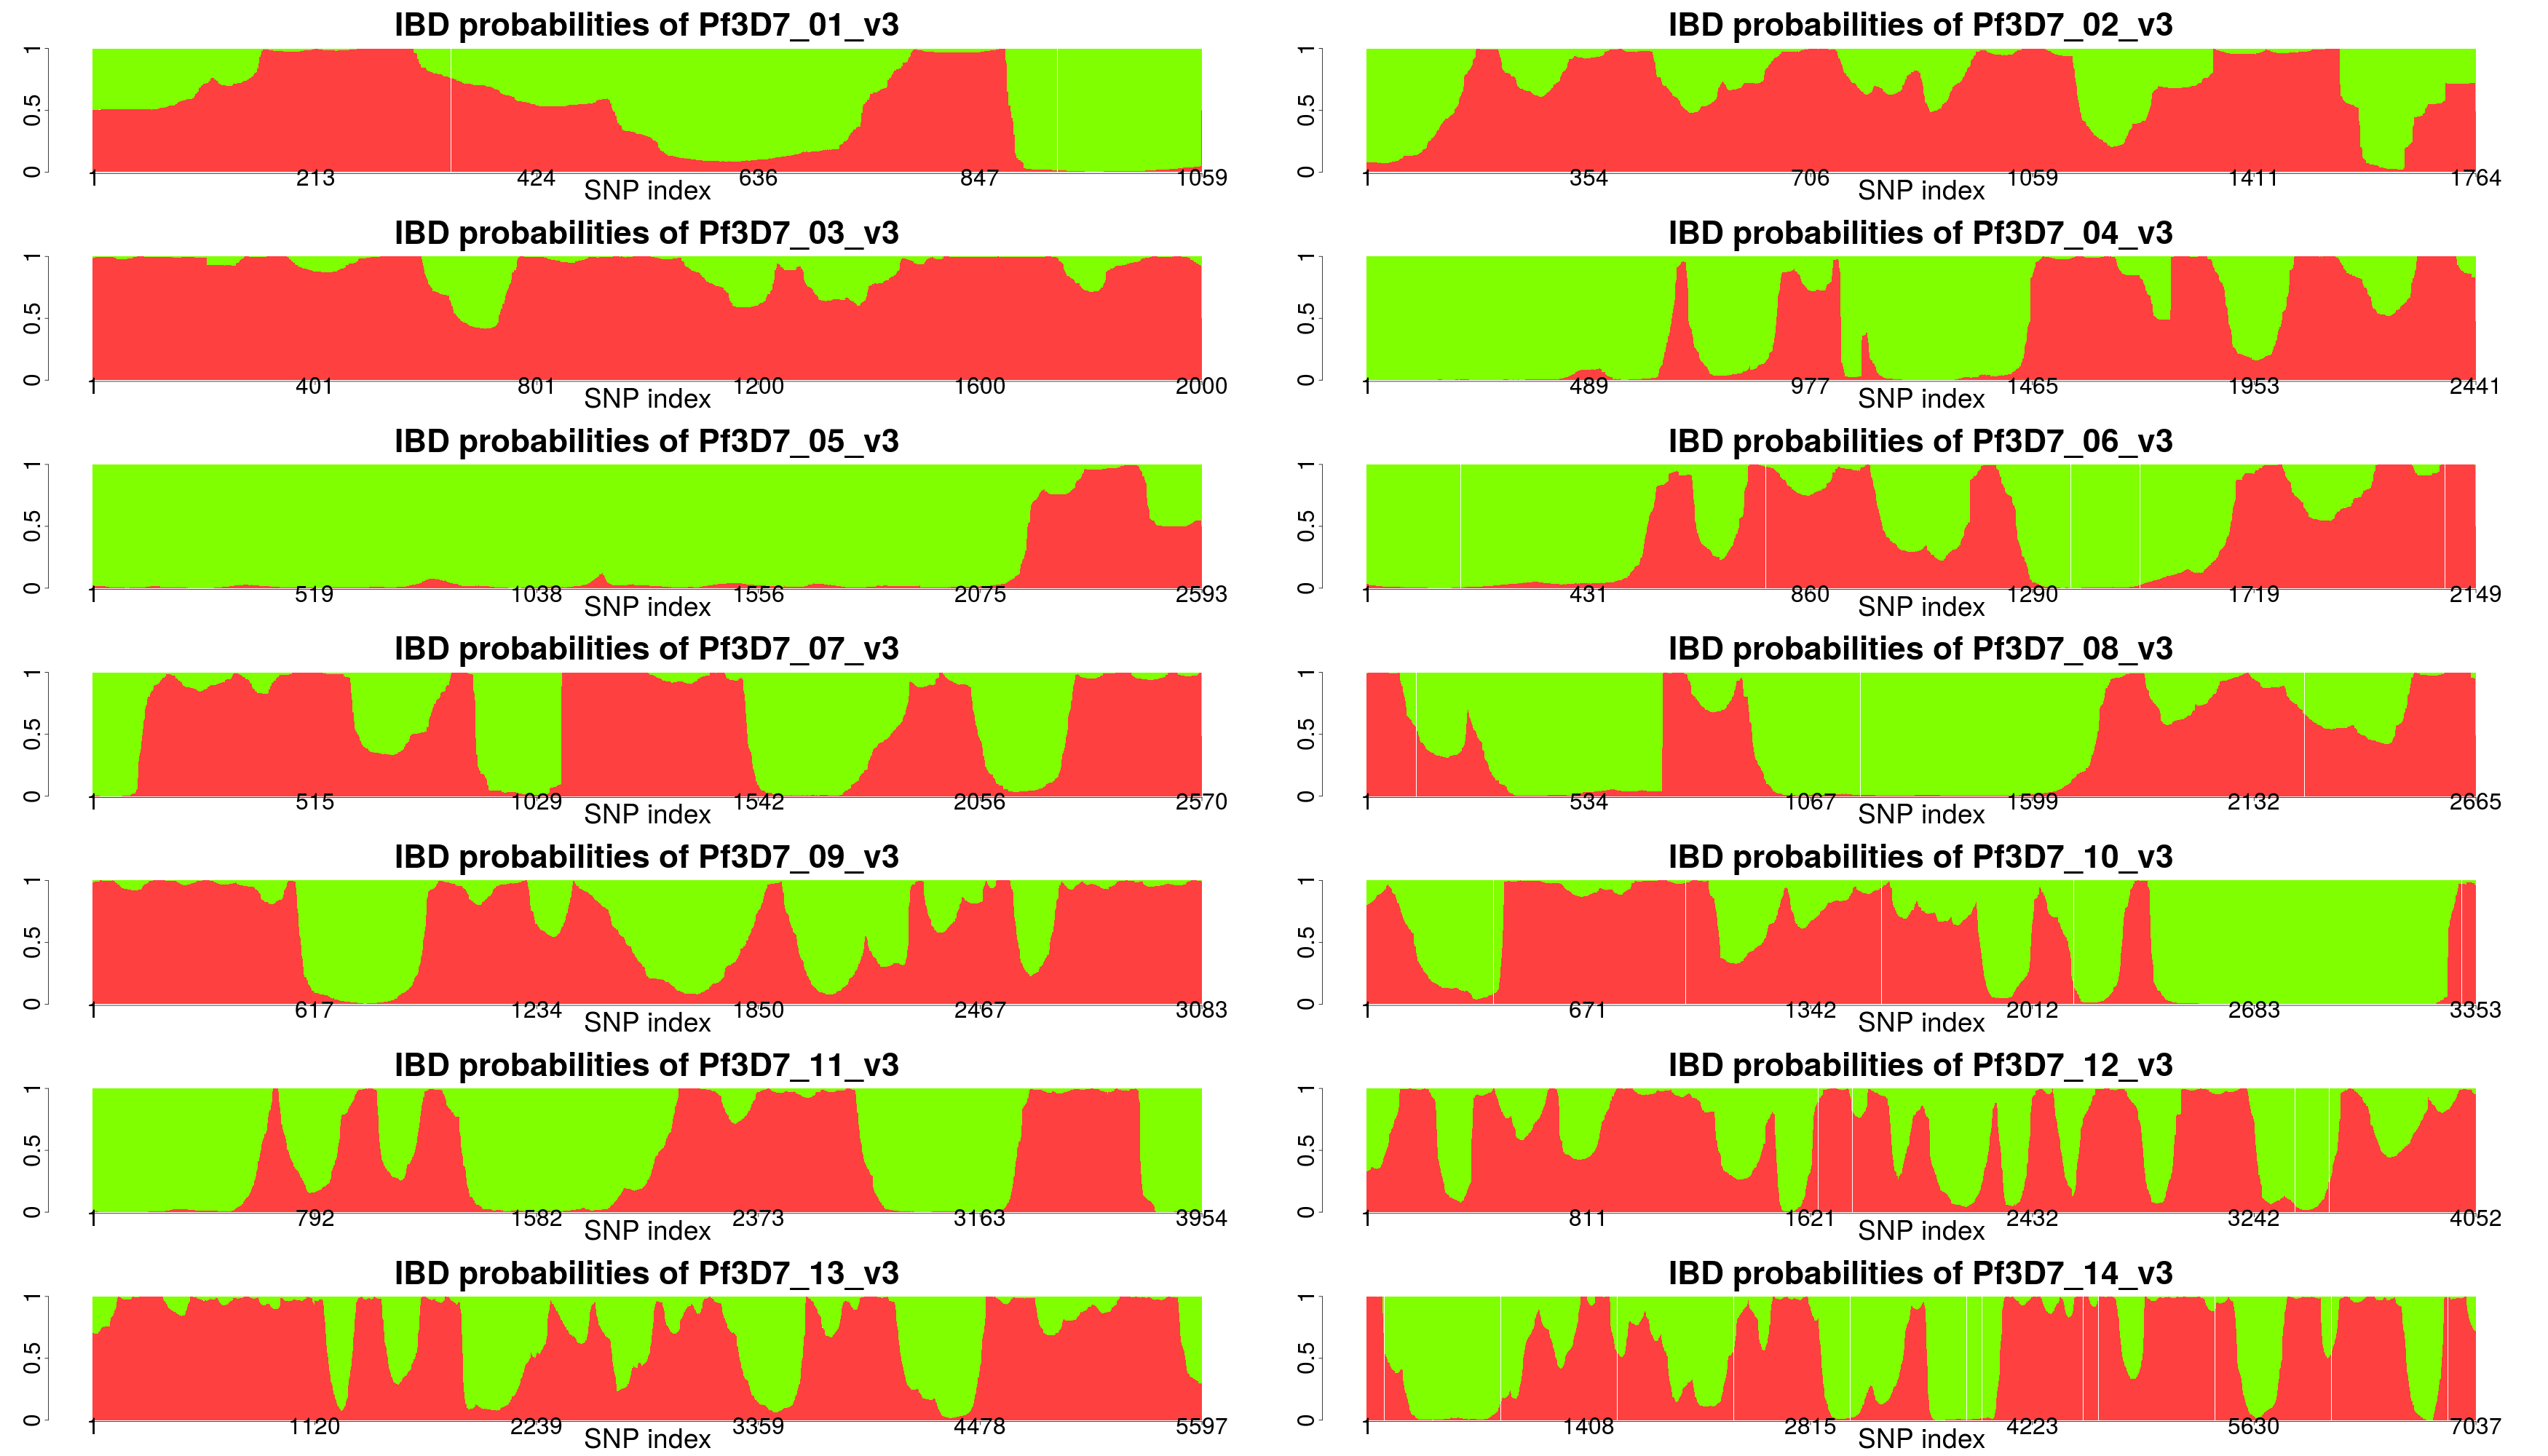 IBD probabilities of Pf3D7_01_v3
0 0.5 1
1 213 424 636 847 1059
SNP index
IBD probabilities of Pf3D7_02_v3
0 0.5 1
1 354 706 1059 1411 1764
SNP index
IBD probabilities of Pf3D7_03_v3
0 0.5 1
1 401 801 1200 1600 2000
SNP index
IBD probabilities of Pf3D7_04_v3
0 0.5 1
1 489 977 1465 1953 2441
SNP index
IBD probabilities of Pf3D7_05_v3
0 0.5 1
1 519 1038 1556 2075 2593
SNP index
IBD probabilities of Pf3D7_06_v3
0 0.5 1
1 431 860 1290 1719 2149
SNP index
IBD probabilities of Pf3D7_07_v3
0 0.5 1
1 515 1029 1542 2056 2570
SNP index
IBD probabilities of Pf3D7_08_v3
0 0.5 1
1 534 1067 1599 2132 2665
SNP index
IBD probabilities of Pf3D7_09_v3
0 0.5 1
1 617 1234 1850 2467 3083
SNP index
IBD probabilities of Pf3D7_10_v3
0 0.5 1
1 671 1342 2012 2683 3353
SNP index
IBD probabilities of Pf3D7_11_v3
0 0.5 1
1 792 1582 2373 3163 3954
SNP index
IBD probabilities of Pf3D7_12_v3
0 0.5 1
1 811 1621 2432 3242 4052
SNP index
IBD probabilities of Pf3D7_13_v3
0 0.5 1
1 1120 2239 3359 4478 5597
SNP index
IBD probabilities of Pf3D7_14_v3
0 0.5 1
1 1408 2815 4223 5630 7037
SNP index